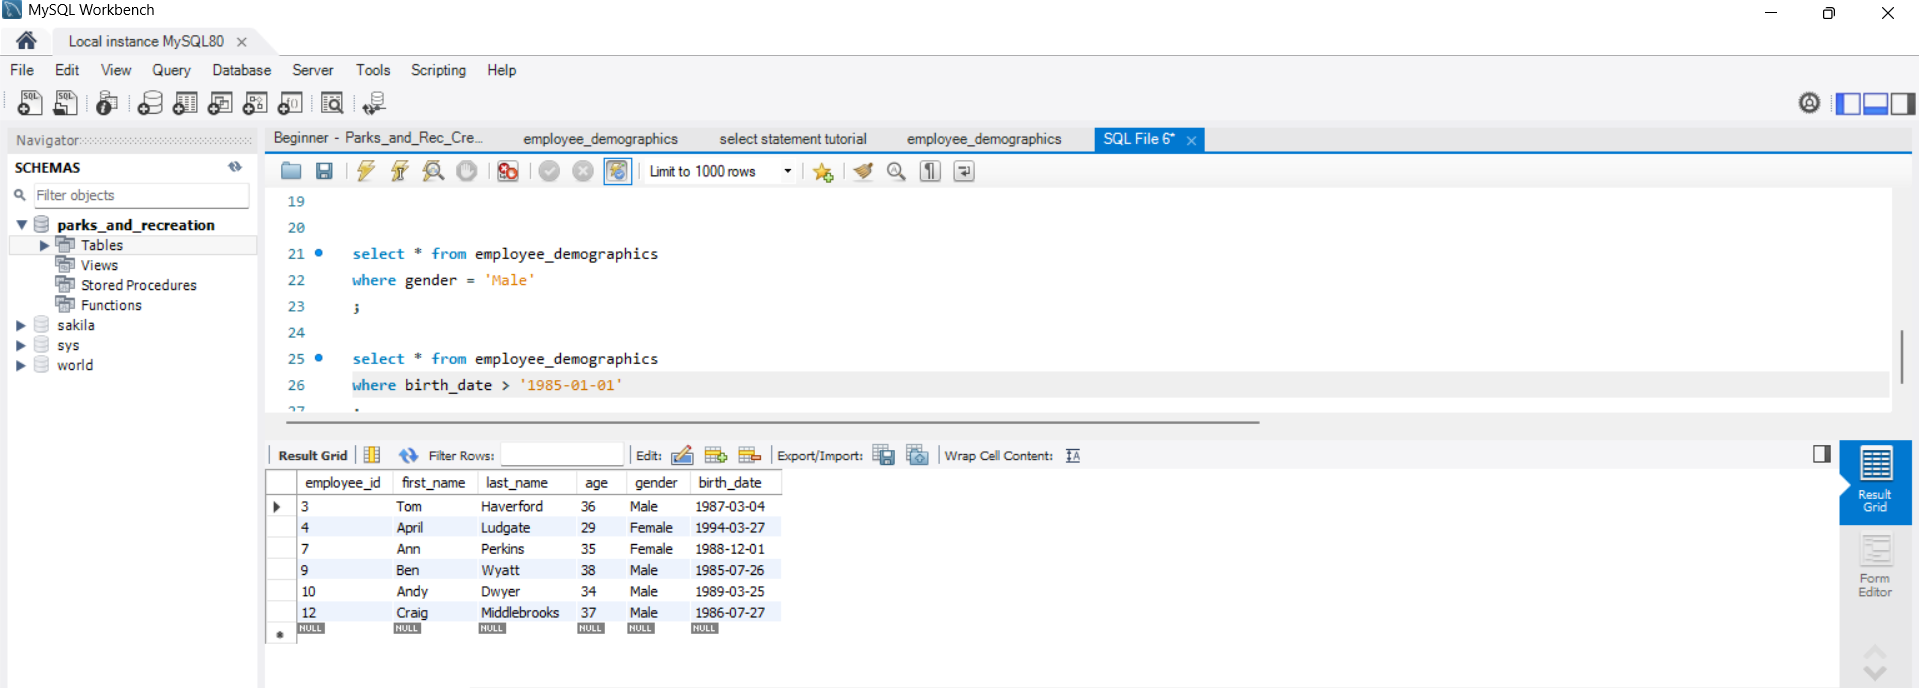 MySQL Workbench
Local instance MySQL80
File Edit View Query Database Server Tools Scripting Help
Navigator
SCHEMAS
Filter objects
parks_and_recreation
Tables
Views
Stored Procedures
Functions
sakila
sys
world
Beginner - Parks_and_Rec_Cre... employee_demographics select statement tutorial employee_demographics SQL File 6*
Limit to 1000 rows
19
20
21 select * from employee_demographics
22 where gender = 'Male'
23 ;
24
25 select * from employee_demographics
26 where birth_date > '1985-01-01'
27 ;
Result Grid Filter Rows: Edit: Export/Import: Wrap Cell Content:
employee_id first_name last_name age gender birth_date
3 Tom Haverford 36 Male 1987-03-04
4 April Ludgate 29 Female 1994-03-27
7 Ann Perkins 35 Female 1988-12-01
9 Ben Wyatt 38 Male 1985-07-26
10 Andy Dwyer 34 Male 1989-03-25
12 Craig Middlebrooks 37 Male 1986-07-27
NULL NULL NULL NULL NULL NULL
Result
Grid
Form
Editor